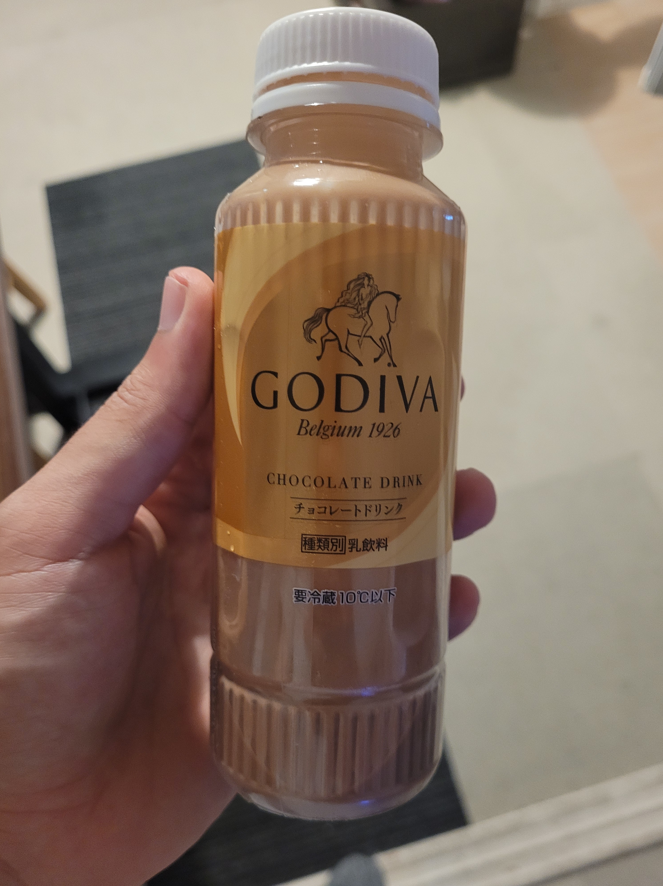 GODIVA
Belgium 1926
CHOCOLATE DRINK
チョコレートドリンク
種類別 乳飲料
要冷蔵10℃以下